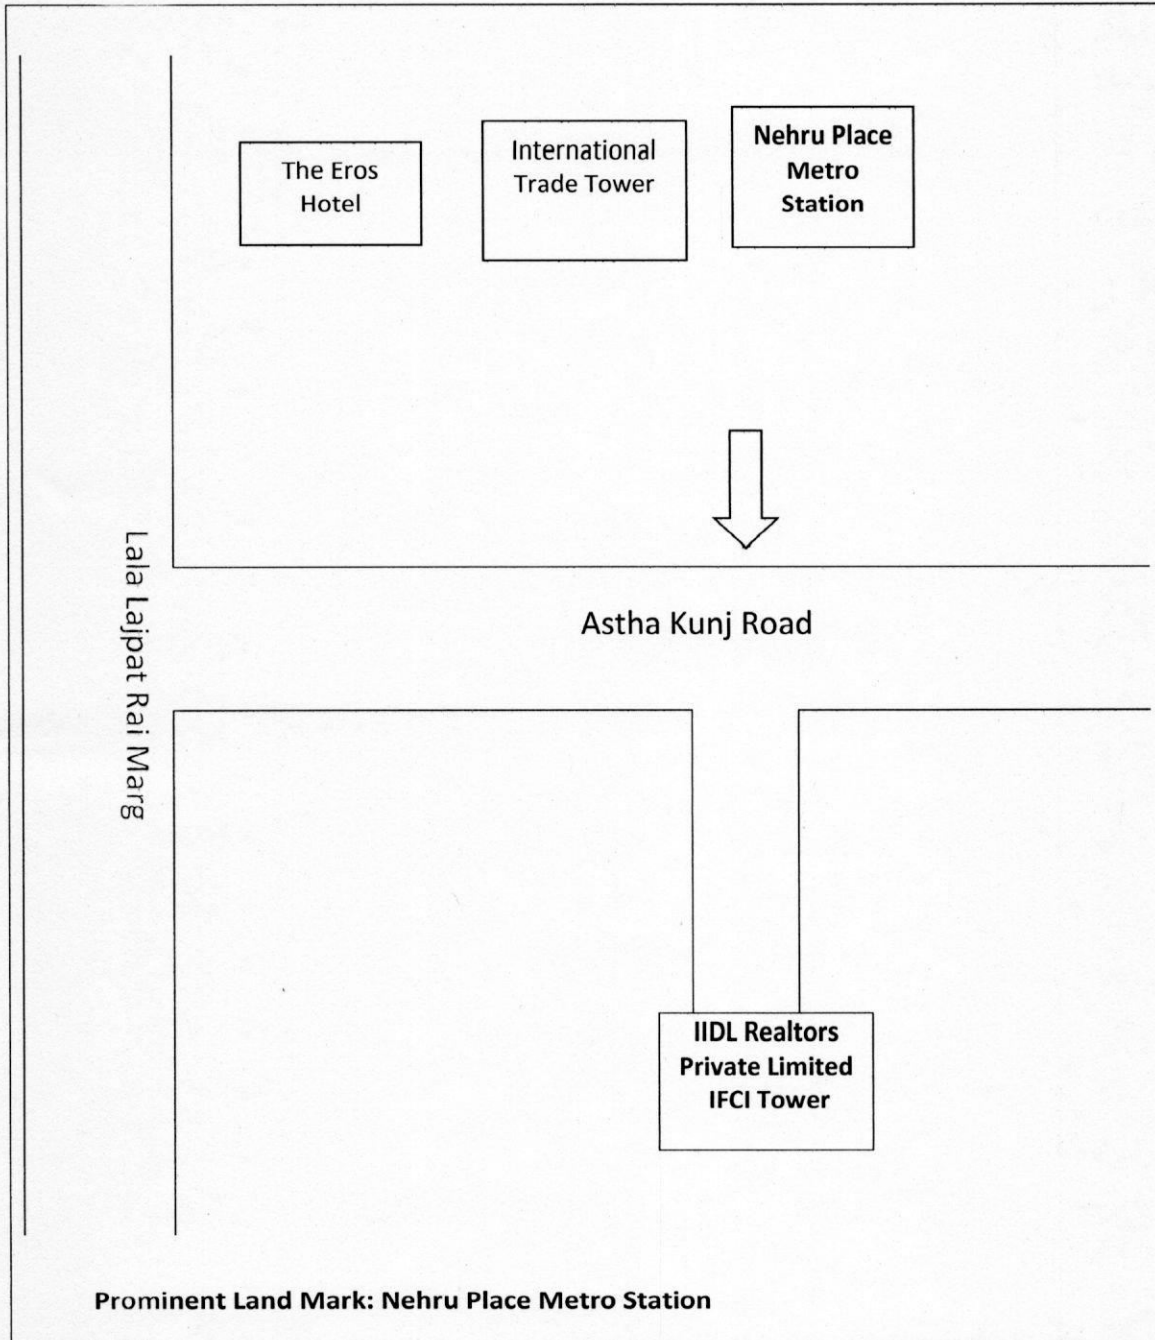 The Eros
Hotel
International
Trade Tower
Nehru Place
Metro
Station
Lala Lajpat Rai Marg
Astha Kunj Road
IIDL Realtors
Private Limited
IFCI Tower
Prominent Land Mark: Nehru Place Metro Station